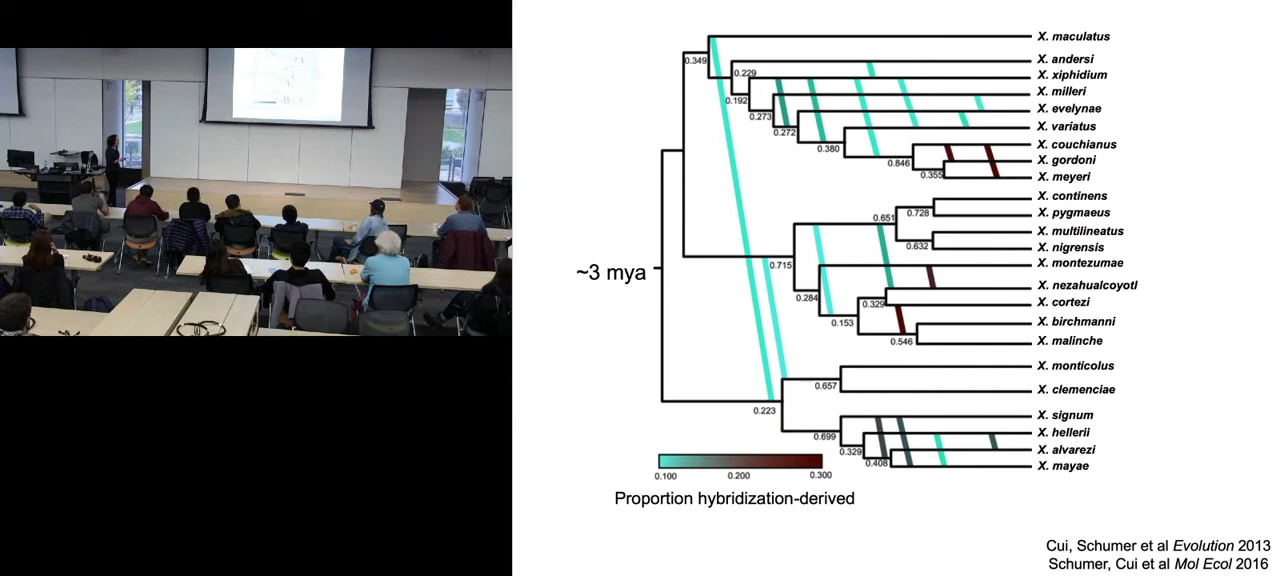 X. maculatus
0.349
X. andersi
0.229
X. xiphidium
X. milleri
0.192
X. evelynae
0.273
X. variatus
0.272
X. couchianus
0.380
X. gordoni
0.846
X. meyeri
0.355
X. continens
X. pygmaeus
0.728
0.651
X. multilineatus
X. nigrensis
0.632
X. montezumae
0.715
~3 mya
X. nezahualcoyotl
0.284
X. cortezi
0.329
X. birchmanni
0.153
X. malinche
0.546
X. monticolus
0.657
X. clemenciae
0.223
X. signum
X. hellerii
0.699
X. alvarezi
0.329
X. mayae
0.408
0.100 0.200 0.300
Proportion hybridization-derived
Cui, Schumer et al Evolution 2013
Schumer, Cui et al Mol Ecol 2016